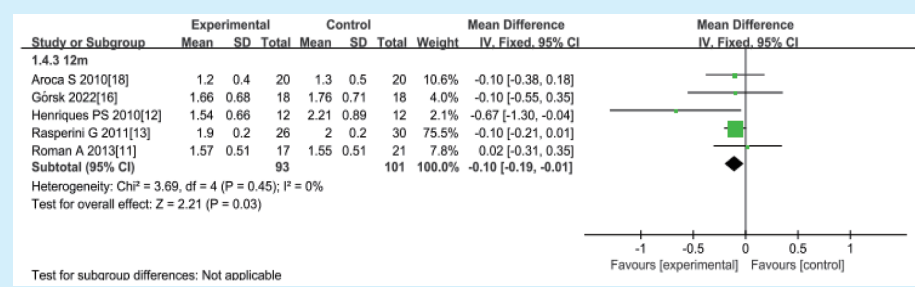 Experimental Control Mean Difference Mean Difference
Study or Subgroup Mean SD Total Mean SD Total Weight IV, Fixed, 95% CI IV, Fixed, 95% CI
1.4.3 12m
Aroca S 2010[18] 1.2 0.4 20 1.3 0.5 20 10.6% -0.10 [-0.38, 0.18]
Górsk 2022[16] 1.66 0.68 18 1.76 0.71 18 4.0% -0.10 [-0.55, 0.35]
Henriques PS 2010[12] 1.54 0.66 12 2.21 0.89 12 2.1% -0.67 [-1.30, -0.04]
Rasperini G 2011[13] 1.9 0.2 26 2 0.2 30 75.5% -0.10 [-0.21, 0.01]
Roman A 2013[11] 1.57 0.51 17 1.55 0.51 21 7.8% 0.02 [-0.31, 0.35]
Subtotal (95% CI) 93 101 100.0% -0.10 [-0.19, -0.01]
Heterogeneity: Chi² = 3.69, df = 4 (P = 0.45); I² = 0%
Test for overall effect: Z = 2.21 (P = 0.03)
-1 -0.5 0 0.5 1
Favours [experimental] Favours [control]
Test for subgroup differences: Not applicable